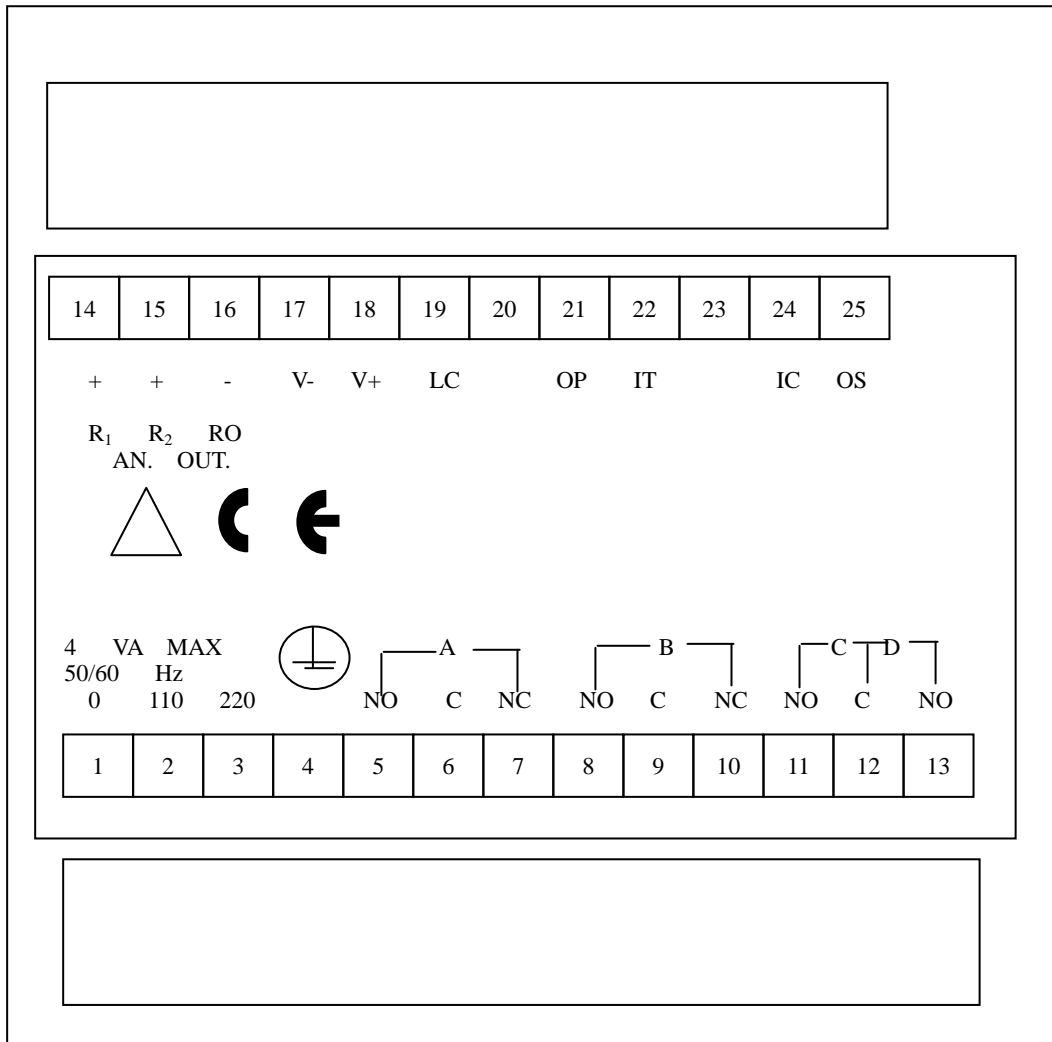 14 15 16 17 18 19 20 21 22 23 24 25
+ + - V- V+ LC OP IT IC OS
R₁ R₂ RO
AN. OUT.
CE
4 VA MAX
A B C D
50/60 Hz
0 110 220 NO C NC NO C NC NO C NO
1 2 3 4 5 6 7 8 9 10 11 12 13